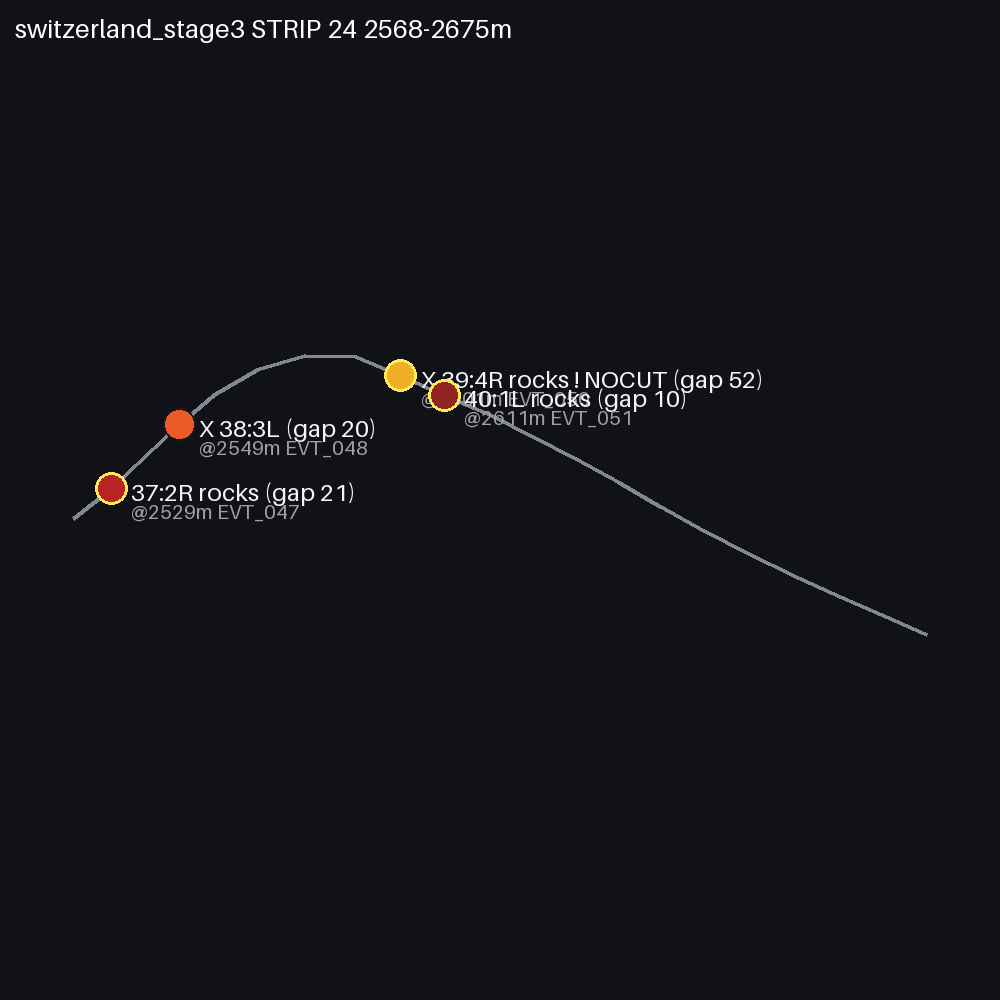 switzerland_stage3 STRIP 24 2568-2675m
X 39:4R rocks ! NOCUT (gap 52)
40:1L rocks (gap 10)
@2611m EVT_051
X 38:3L (gap 20)
@2549m EVT_048
37:2R rocks (gap 21)
@2529m EVT_047